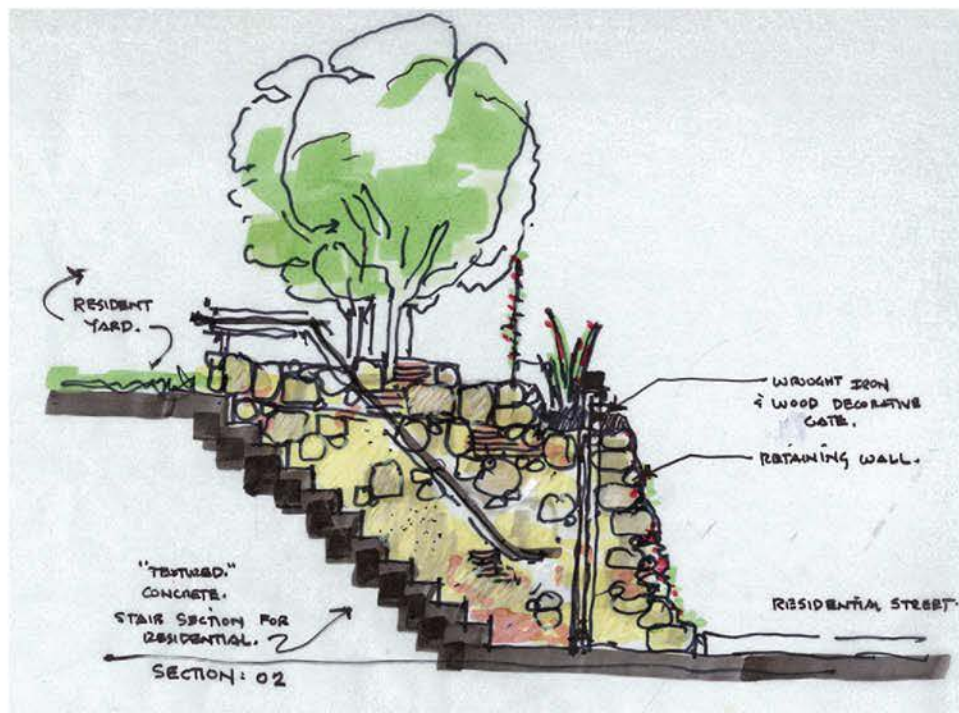 RESIDENT
YARD.
WROUGHT IRON
& WOOD DECORATIVE
GATE.
RETAINING WALL.
"TEXTURED."
CONCRETE.
STAIR SECTION FOR
RESIDENTIAL.
RESIDENTIAL STREET.
SECTION: 02